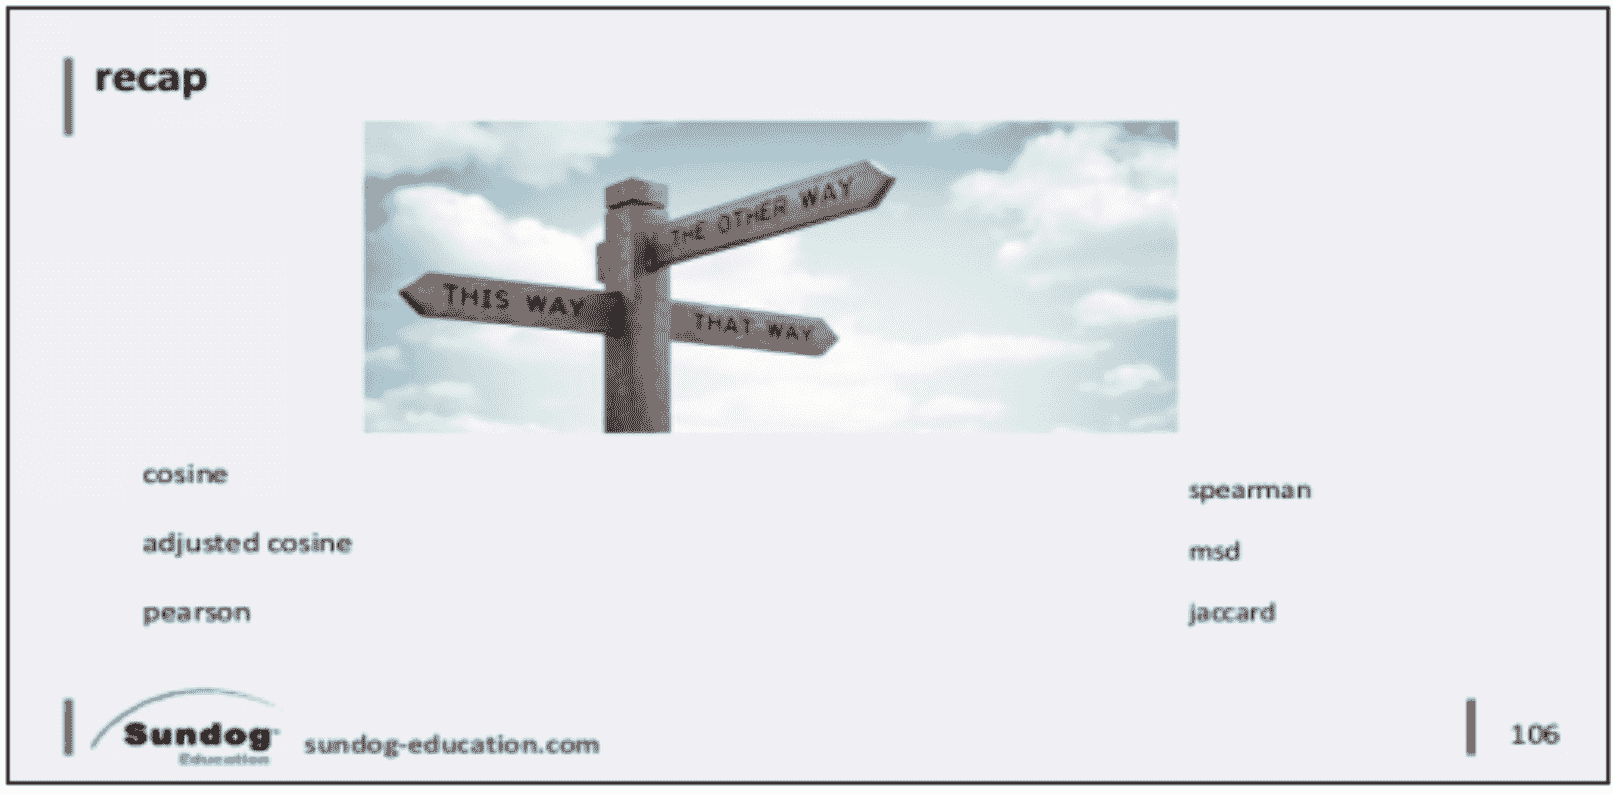 recap
THE OTHER WAY
THIS WAY
THAT WAY
cosine
adjusted cosine
pearson
spearman
msd
jaccard
Sundog
Education
sundog-education.com
106